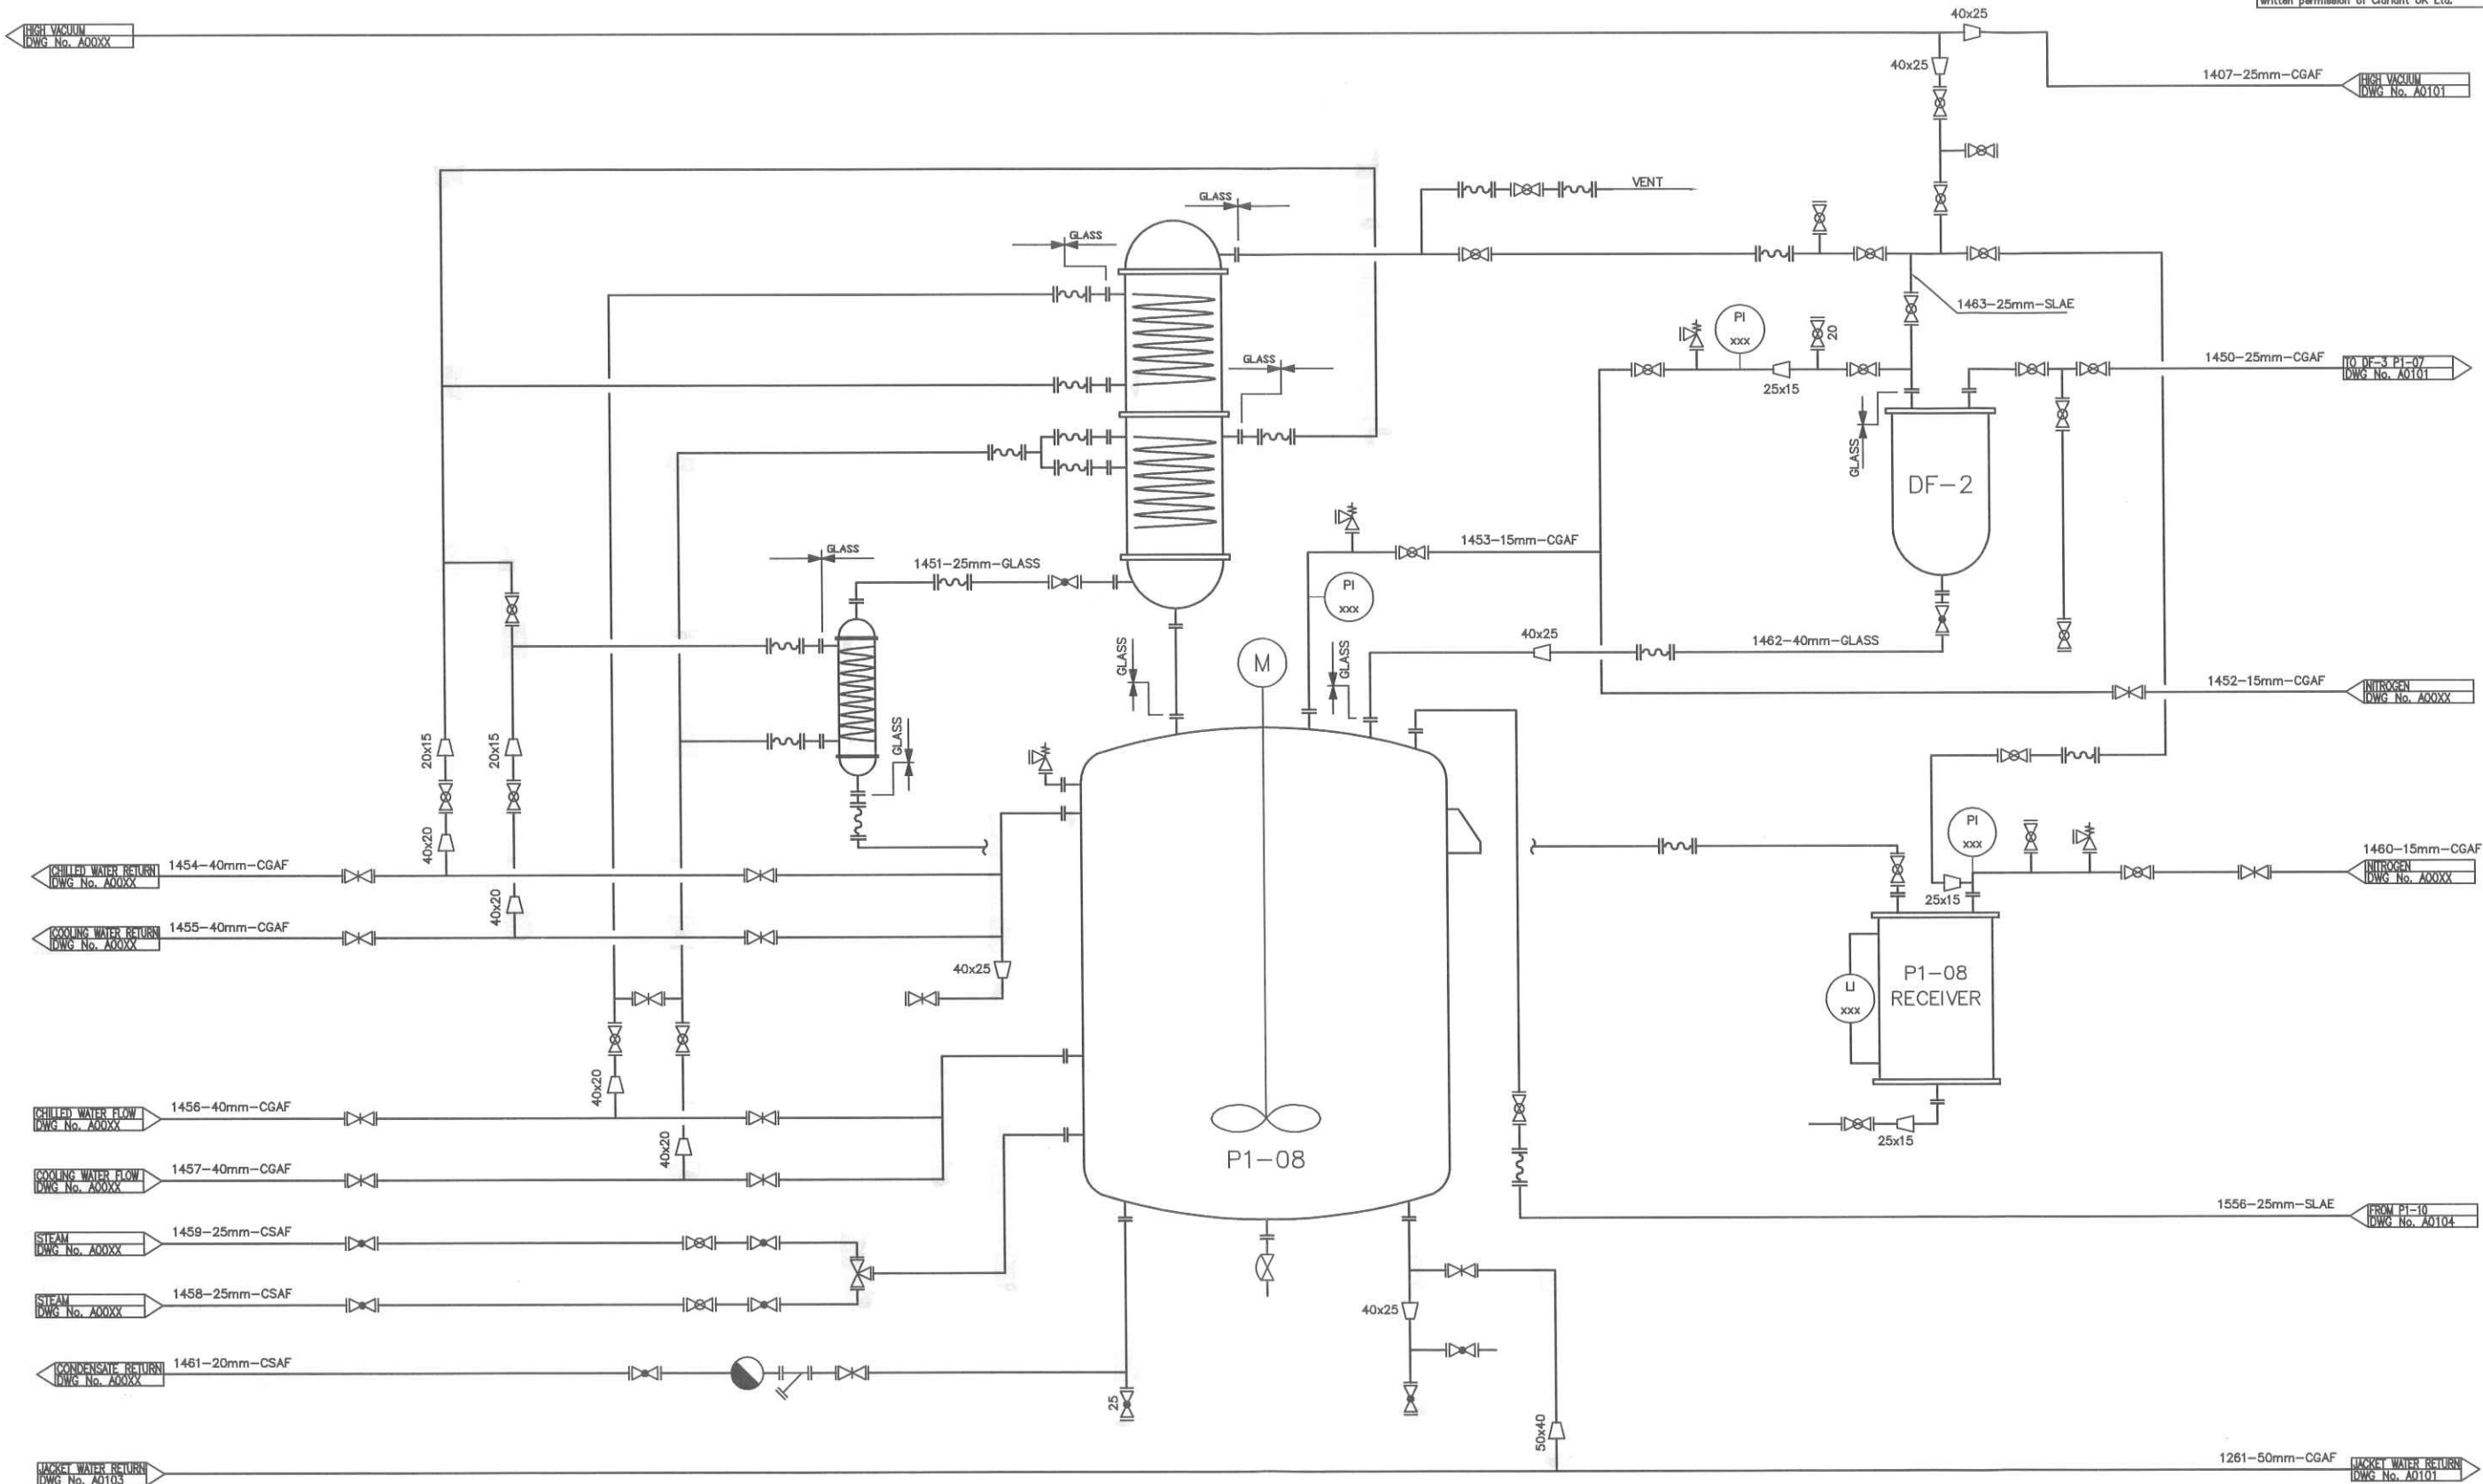 written permission of Clariant UK Ltd.
40x25
HIGH VACUUM
DWG No. A00XX
40x25
1407-25mm-CGAF
HIGH VACUUM
DWG No. A0101
VENT
GLASS
GLASS
1463-25mm-SLAE
PI
xxx
20
GLASS
1450-25mm-CGAF
TO DF-3 P1-07
DWG No. A0101
25x15
GLASS
DF-2
1453-15mm-CGAF
GLASS
1451-25mm-GLASS
PI
xxx
40x25
1462-40mm-GLASS
GLASS
GLASS
M
1452-15mm-CGAF
NITROGEN
DWG No. A00XX
20x15
20x15
GLASS
PI
xxx
40x20
1454-40mm-CGAF
CHILLED WATER RETURN
DWG No. A00XX
1460-15mm-CGAF
NITROGEN
DWG No. A00XX
25x15
40x20
1455-40mm-CGAF
COOLING WATER RETURN
DWG No. A00XX
40x25
P1-08
RECEIVER
LI
xxx
40x20
1456-40mm-CGAF
CHILLED WATER FLOW
DWG No. A00XX
25x15
40x20
1457-40mm-CGAF
COOLING WATER FLOW
DWG No. A00XX
P1-08
1459-25mm-CSAF
STEAM
DWG No. A00XX
1556-25mm-SLAE
FROM P1-10
DWG No. A0104
1458-25mm-CSAF
STEAM
DWG No. A00XX
40x25
1461-20mm-CSAF
CONDENSATE RETURN
DWG No. A00XX
25
50x40
JACKET WATER RETURN
DWG No. A0103
1261-50mm-CGAF
JACKET WATER RETURN
DWG No. A0101